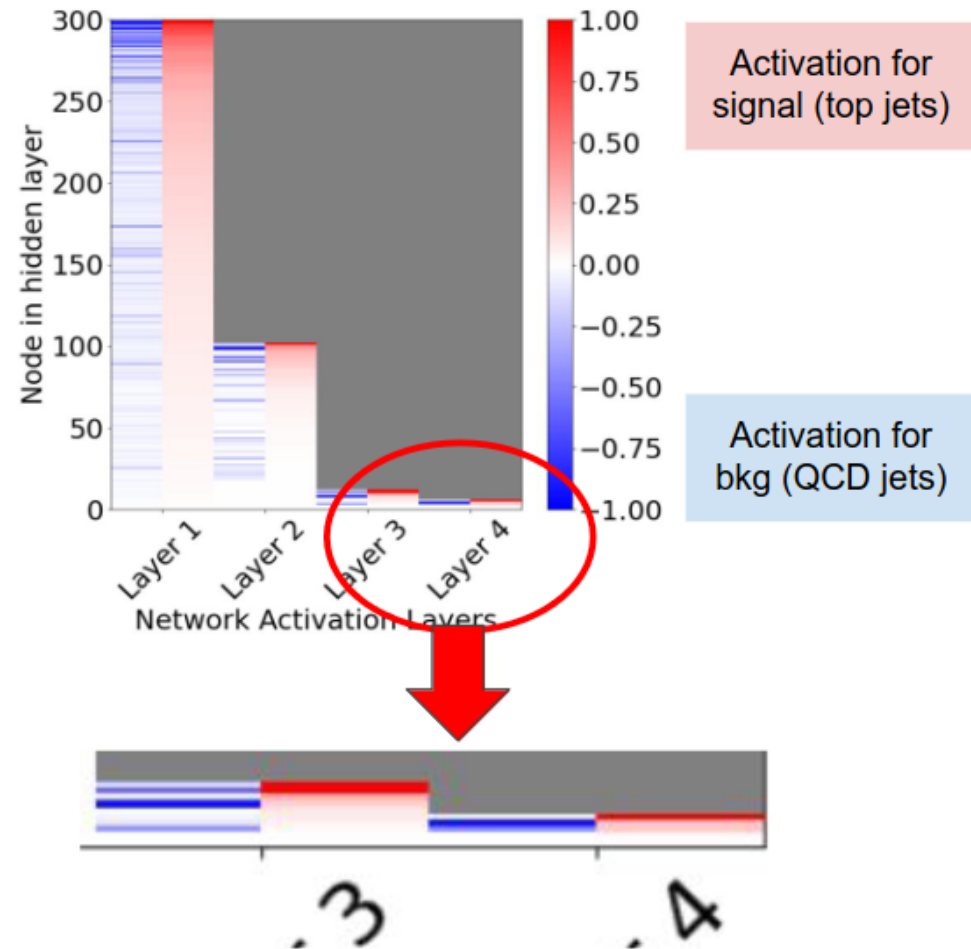 300
250
200
150
100
50
0
Node in hidden layer
Layer 1
Layer 2
Layer 3
Layer 4
Network Activation Layers
1.00
0.75
0.50
0.25
0.00
−0.25
−0.50
−0.75
−1.00
Activation for
signal (top jets)
Activation for
bkg (QCD jets)
3
4